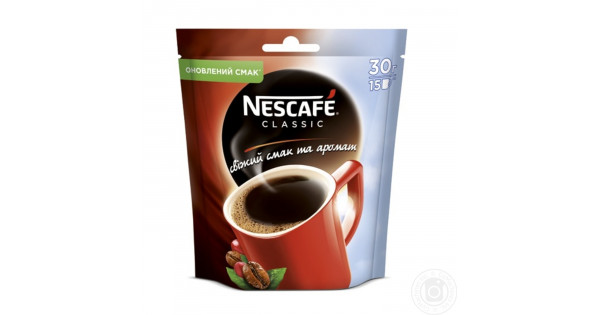 ОНОВЛЕНИЙ СМАК
30г
15
NESCAFÉ
CLASSIC
свіжий смак та аромат